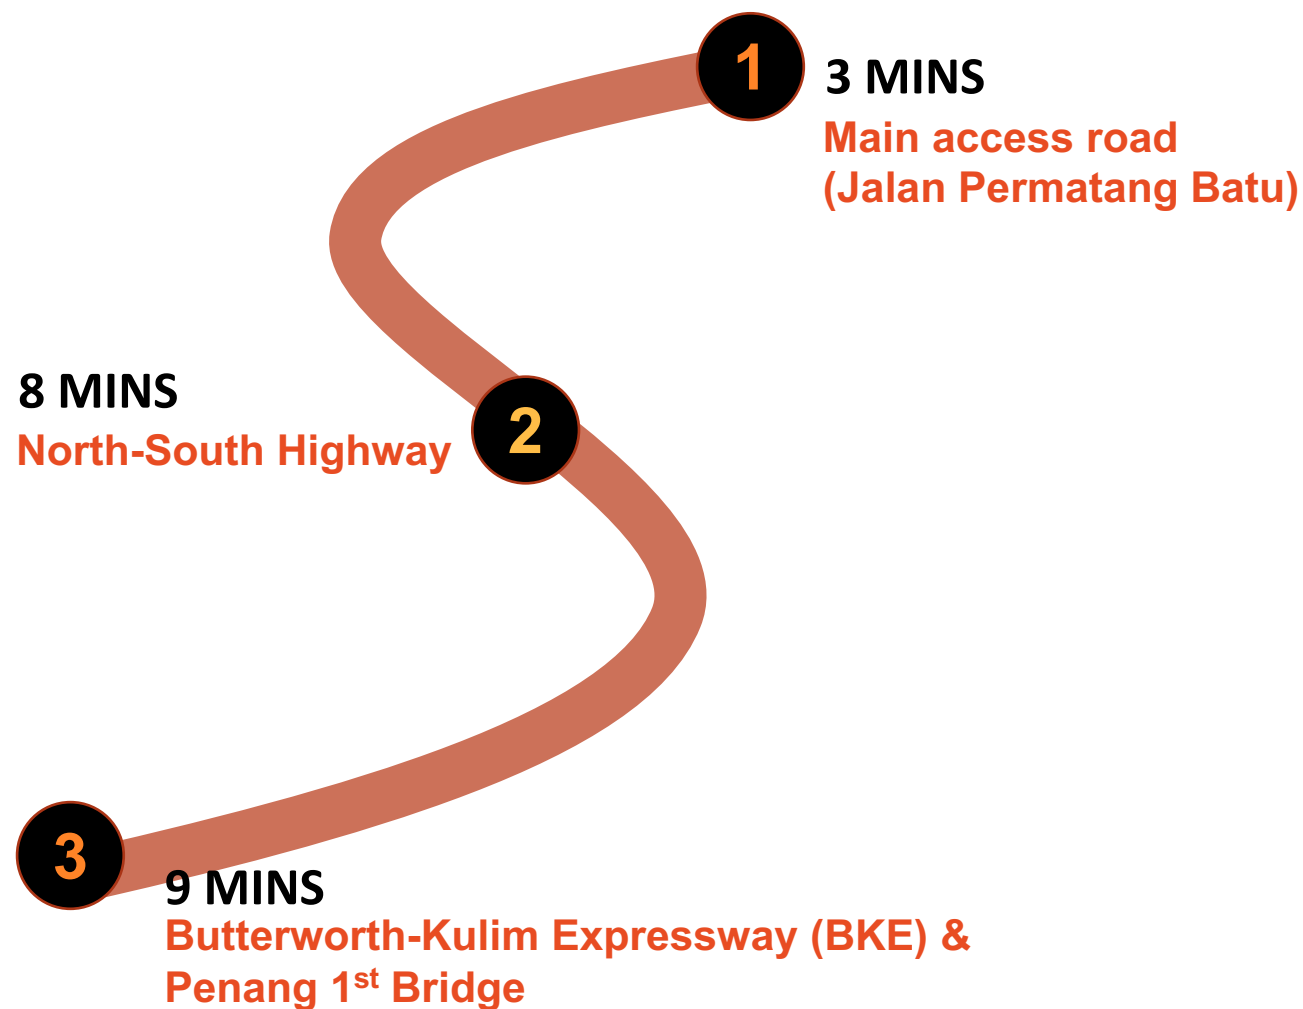 1
3 MINS
Main access road
(Jalan Permatang Batu)
8 MINS
North-South Highway
2
3
9 MINS
Butterworth-Kulim Expressway (BKE) &
Penang 1st Bridge